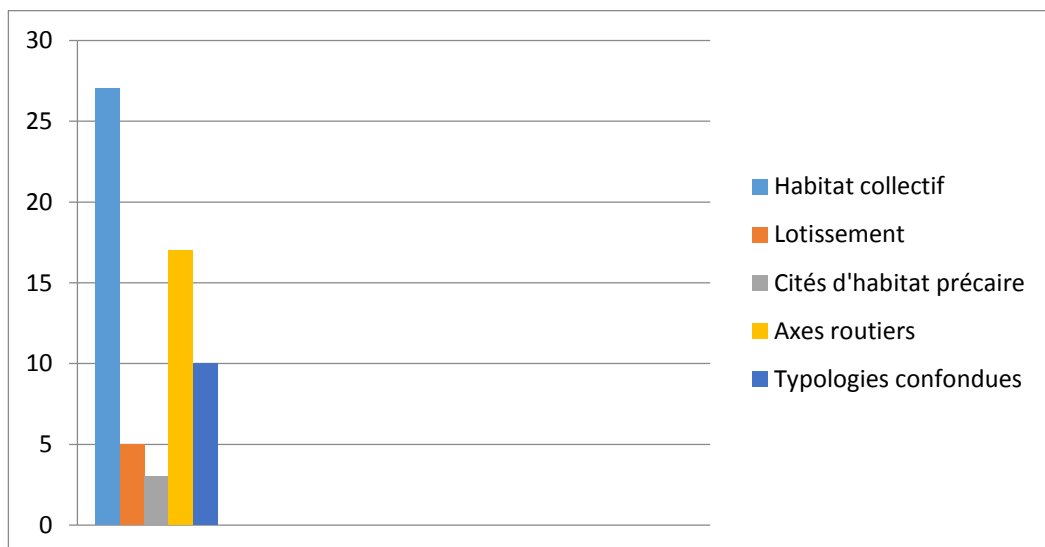 30
25
20
15
10
5
0
Habitat collectif
Lotissement
Cités d'habitat précaire
Axes routiers
Typologies confondues